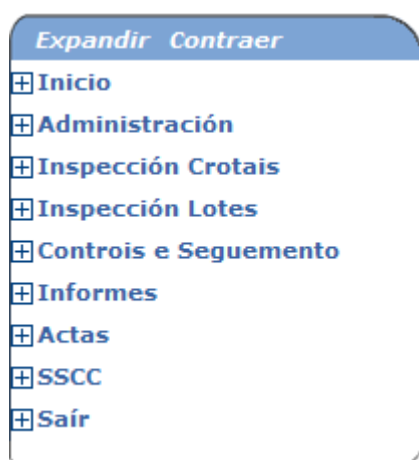 Expandir Contraer
Inicio
Administración
Inspección Crotais
Inspección Lotes
Controis e Seguemento
Informes
Actas
SSCC
Saír